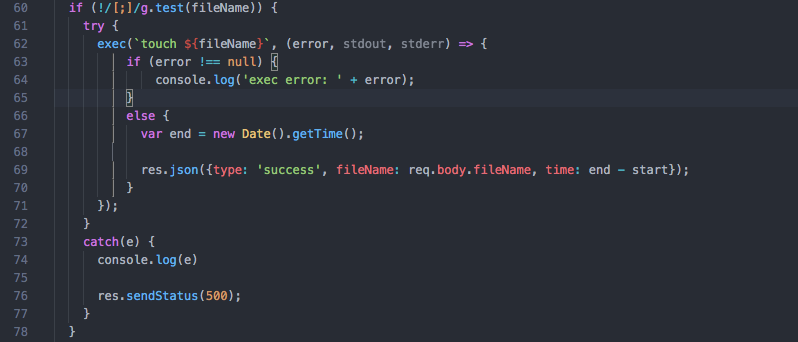 60 if (!/[;]/g.test(fileName)) {
61 try {
62 exec(`touch ${fileName}`, (error, stdout, stderr) => {
63 if (error !== null) {
64 console.log('exec error: ' + error);
65 }
66 else {
67 var end = new Date().getTime();
68
69 res.json({type: 'success', fileName: req.body.fileName, time: end - start});
70 }
71 });
72 }
73 catch(e) {
74 console.log(e)
75
76 res.sendStatus(500);
77 }
78 }